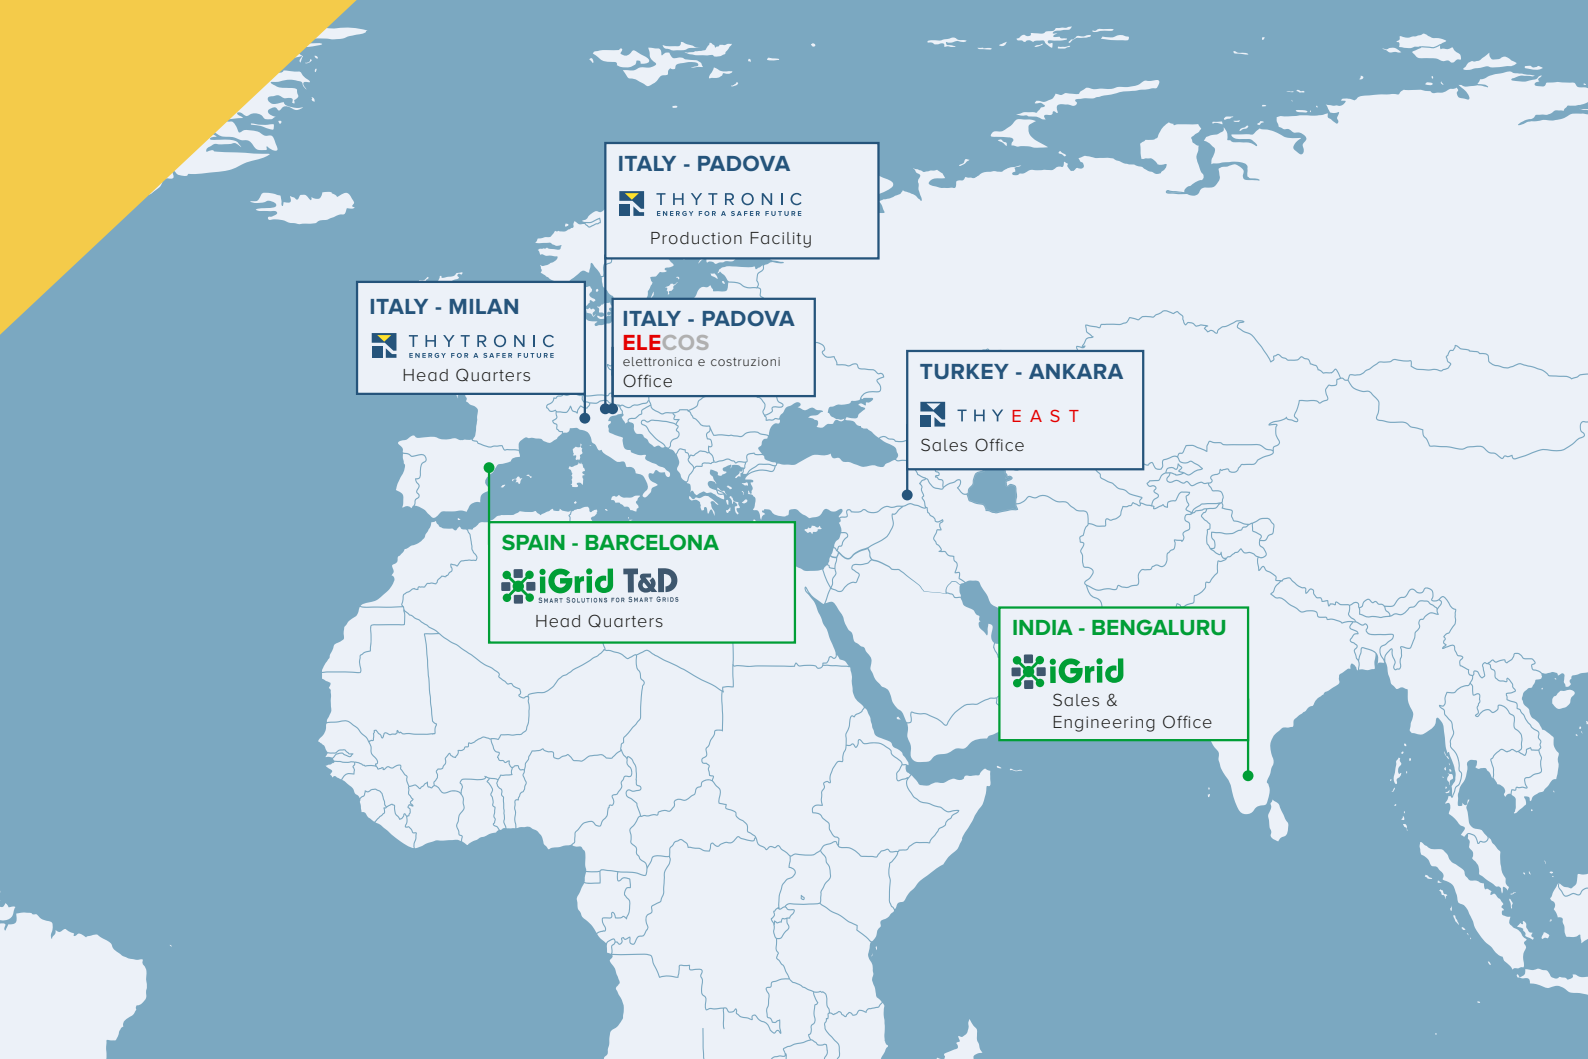 ITALY - PADOVA
THYTRONIC
ENERGY FOR A SAFER FUTURE
Production Facility
ITALY - MILAN
THYTRONIC
ENERGY FOR A SAFER FUTURE
Head Quarters
ITALY - PADOVA
ELECOS
elettronica e costruzioni
Office
TURKEY - ANKARA
THYEAST
Sales Office
SPAIN - BARCELONA
iGrid T&D
SMART SOLUTIONS FOR SMART GRIDS
Head Quarters
INDIA - BENGALURU
iGrid
Sales &
Engineering Office